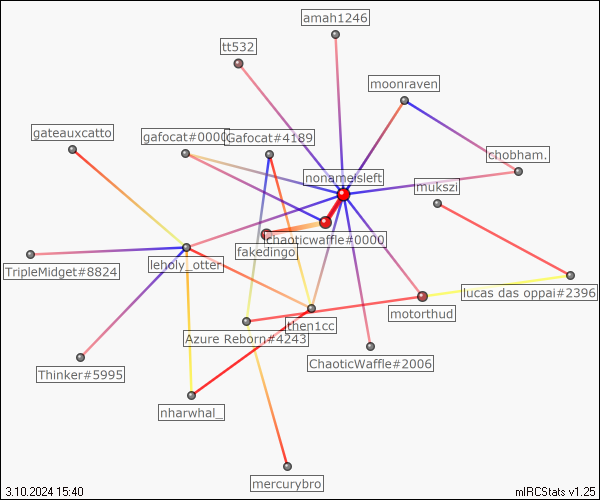 amah1246
tt532
moonraven
gateauxcatto
gafocat#0000
Gafocat#4189
chobham.
nonameisleft
mukszi
chaoticwaffle#0000
fakedingo
leholy_otter
TripleMidget#8824
lucas das oppai#2396
motorthud
then1cc
Azure Reborn#4243
ChaoticWaffle#2006
Thinker#5995
nharwhal_
mercurybro
3.10.2024 15:40
mIRCStats v1.25